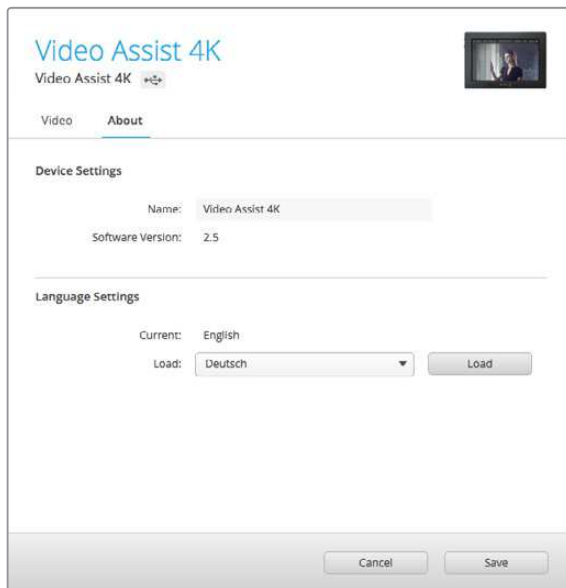 Video Assist 4K
Video Assist 4K
Video About
Device Settings
Name: Video Assist 4K
Software Version: 2.5
Language Settings
Current: English
Load: Deutsch Load
Cancel Save